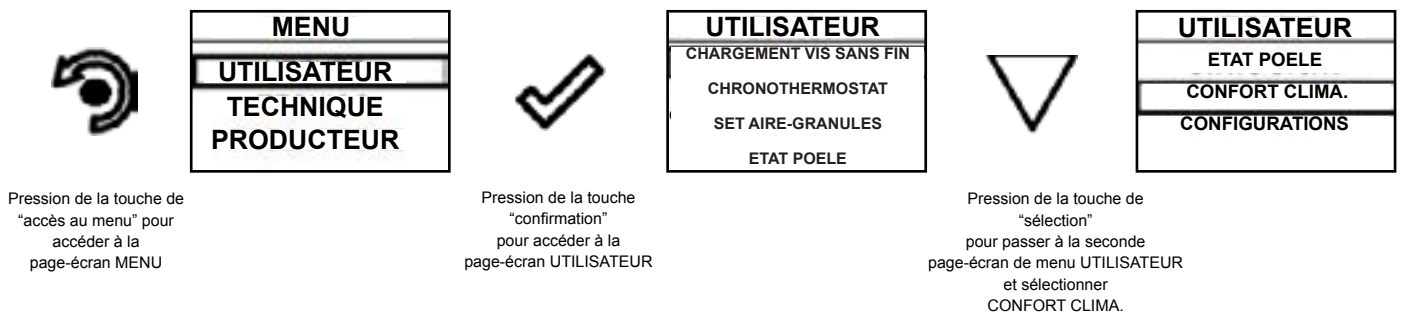 MENU
UTILISATEUR
TECHNIQUE
PRODUCTEUR
UTILISATEUR
CHARGEMENT VIS SANS FIN
CHRONOTHERMOSTAT
SET AIRE-GRANULES
ETAT POELE
UTILISATEUR
ETAT POELE
CONFORT CLIMA.
CONFIGURATIONS
Pression de la touche de
“accès au menu” pour
accéder à la
page-écran MENU
Pression de la touche
“confirmation”
pour accéder à la
page-écran UTILISATEUR
Pression de la touche de
“sélection”
pour passer à la seconde
page-écran de menu UTILISATEUR
et sélectionner
CONFORT CLIMA.